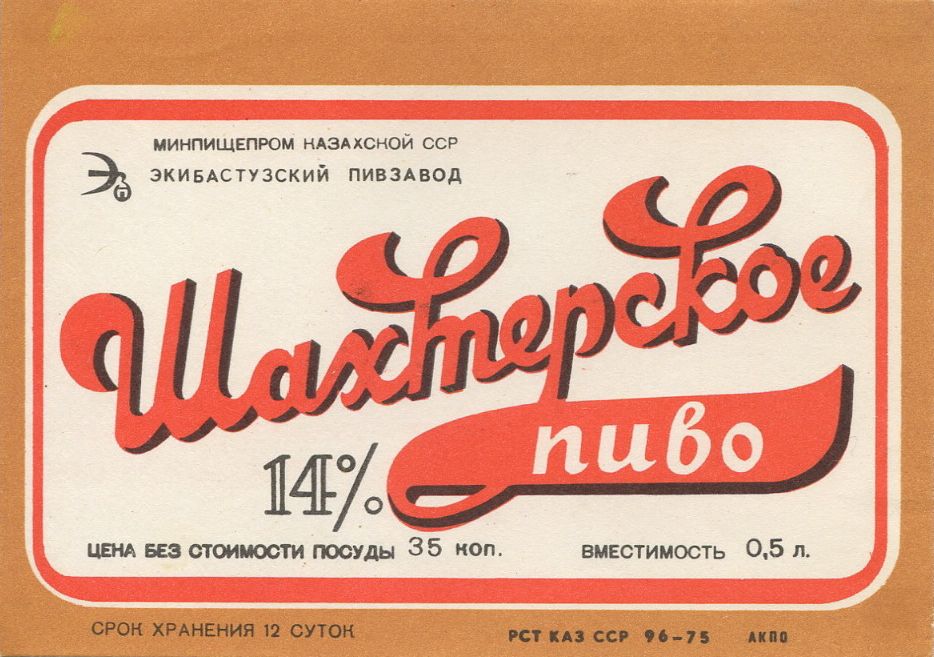 МИНПИЩЕПРОМ КАЗАХСКОЙ ССР
ЭКИБАСТУЗСКИЙ ПИВЗАВОД
Шахтерское
пиво
14%
ЦЕНА БЕЗ СТОИМОСТИ ПОСУДЫ 35 коп. ВМЕСТИМОСТЬ 0,5 л.
СРОК ХРАНЕНИЯ 12 СУТОК РСТ КАЗ ССР 96-75 АКПО